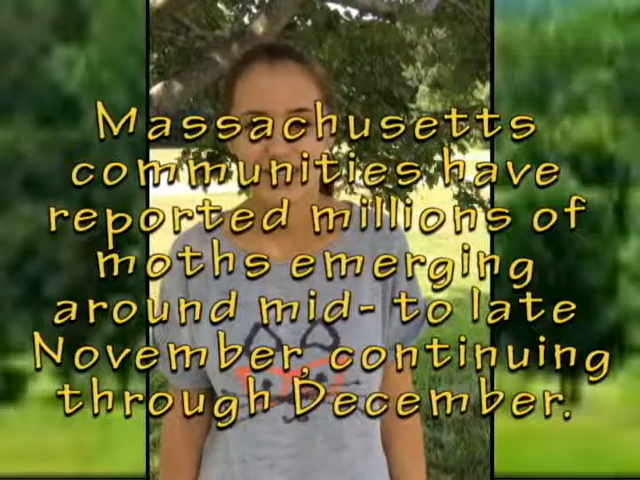 Massachusetts
communities have
reported millions of
moths emerging
around mid- to late
November, continuing
through December.